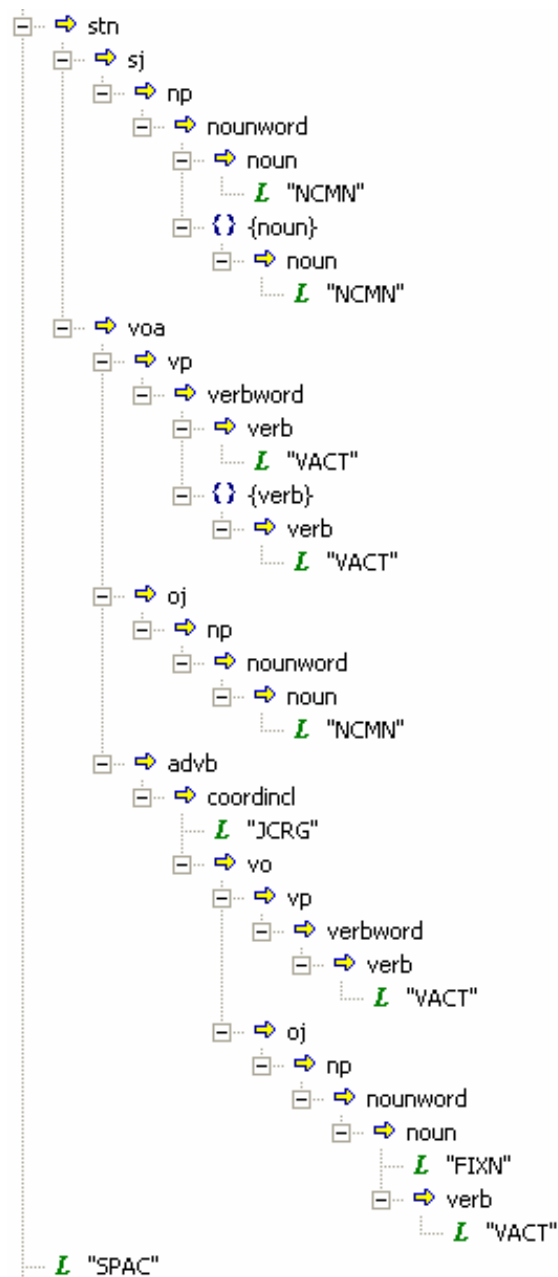 stn
sj
np
nounword
noun
L "NCMN"
{} {noun}
noun
L "NCMN"
voa
vp
verbword
verb
L "VACT"
{} {verb}
verb
L "VACT"
oj
np
nounword
noun
L "NCMN"
advb
coordincl
L "JCRG"
vo
vp
verbword
verb
L "VACT"
oj
np
nounword
noun
L "FIXN"
verb
L "VACT"
L "SPAC"